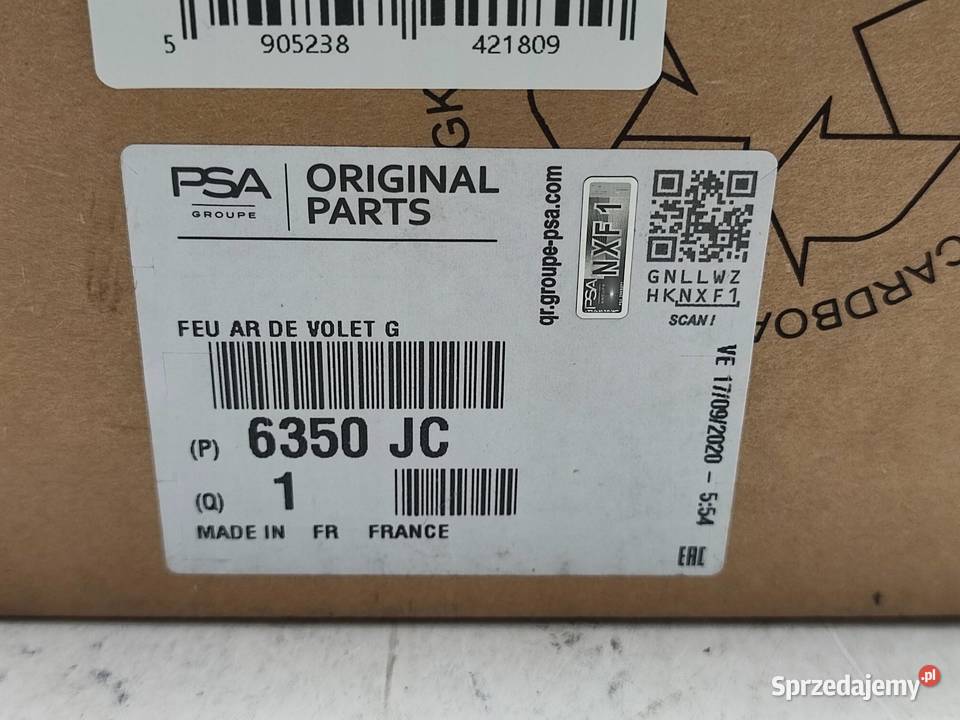 5 905238 421809
GK
CARDBOA
PSA
GROUPE
ORIGINAL
PARTS
qr.groupe-psa.com
PSA
NXF1
GNLLWZ
HKNXF1
SCAN!
FEU AR DE VOLET G
(P) 6350 JC
(Q) 1
MADE IN FR FRANCE
VE 17/09/2020 - 5:54
EAC
Sprzedajemy.pl